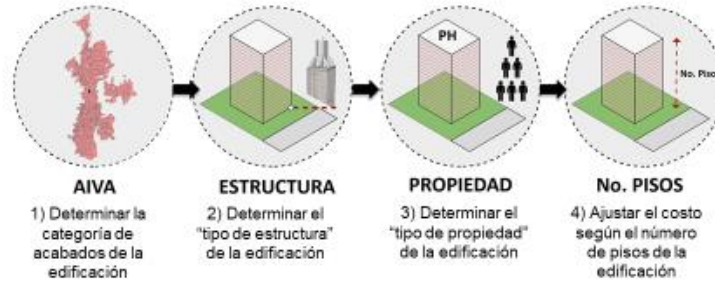 PH
No. Piso
AIVA
1) Determinar la
categoría de
acabados de la
edificación
ESTRUCTURA
2) Determinar el
"tipo de estructura"
de la edificación
PROPIEDAD
3) Determinar el
"tipo de propiedad"
de la edificación
No. PISOS
4) Ajustar el costo
según el número
de pisos de la
edificación